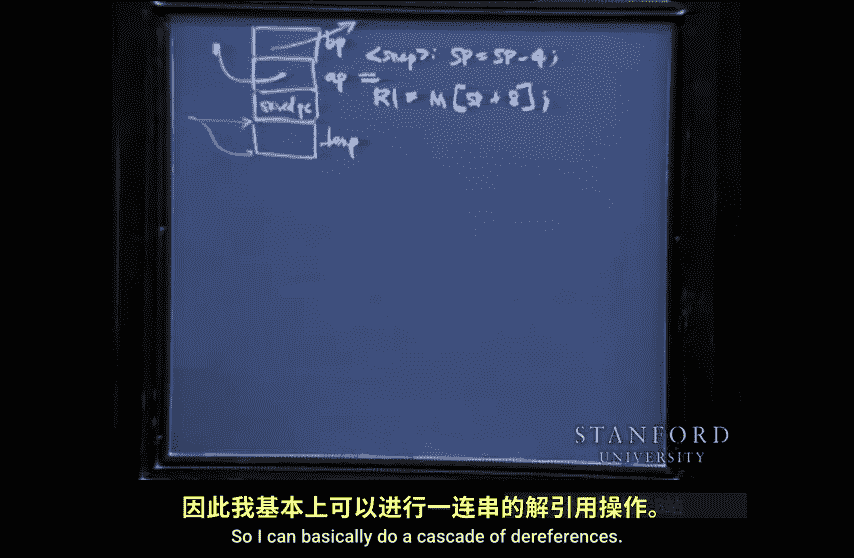 bp
<swap>: SP = SP - 4;
ap =
saved pc
R1 = M[SP + 8];
temp
STANFORD
UNIVERSITY
因此我基本上可以进行一连串的解引用操作。
So I can basically do a cascade of dereferences.